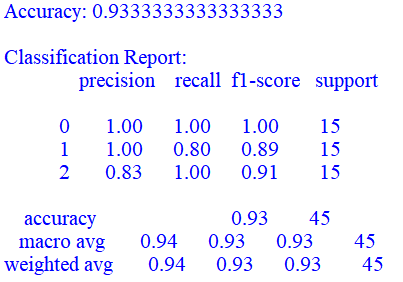 Accuracy: 0.9333333333333333
Classification Report:
precision recall f1-score support
0 1.00 1.00 1.00 15
1 1.00 0.80 0.89 15
2 0.83 1.00 0.91 15
accuracy 0.93 45
macro avg 0.94 0.93 0.93 45
weighted avg 0.94 0.93 0.93 45